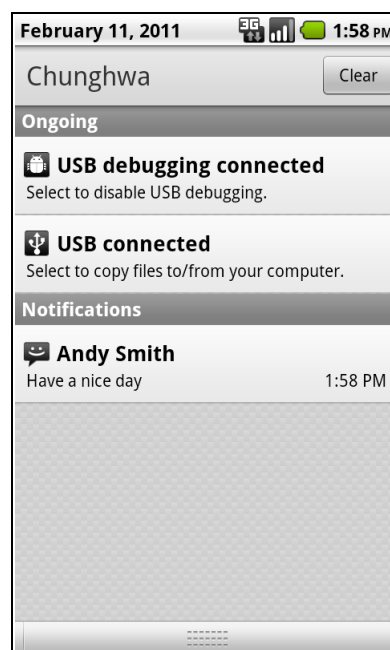 February 11, 2011 3G 1:58 PM
Chunghwa Clear
Ongoing
USB debugging connected
Select to disable USB debugging.
USB connected
Select to copy files to/from your computer.
Notifications
Andy Smith
Have a nice day 1:58 PM